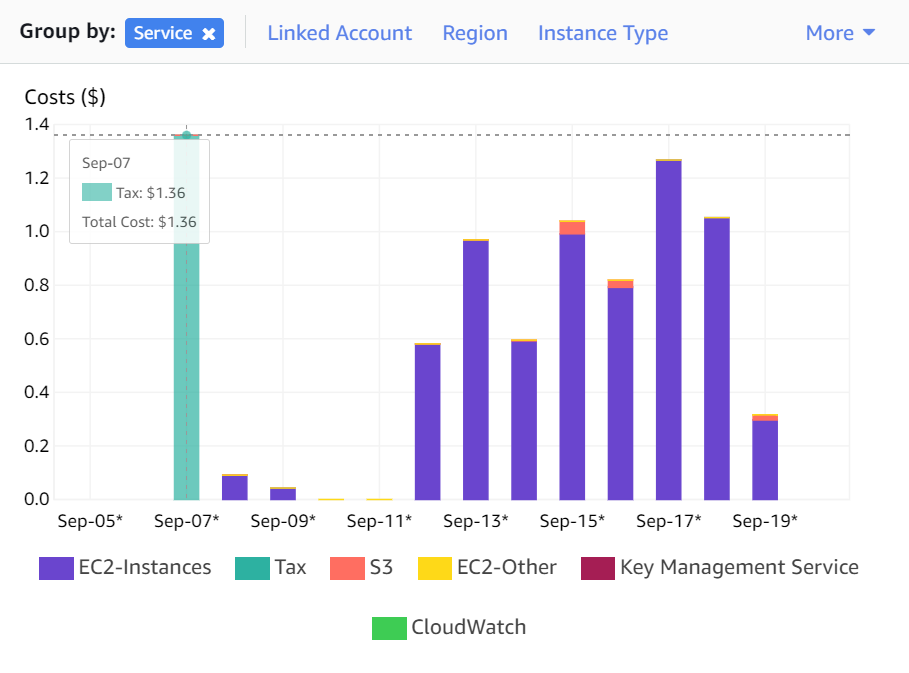 Group by: Service × Linked Account Region Instance Type More
Costs ($)
1.4
1.2
1.0
0.8
0.6
0.4
0.2
0.0
Sep-07
Tax: $1.36
Total Cost: $1.36
Sep-05* Sep-07* Sep-09* Sep-11* Sep-13* Sep-15* Sep-17* Sep-19*
EC2-Instances Tax S3 EC2-Other Key Management Service
CloudWatch